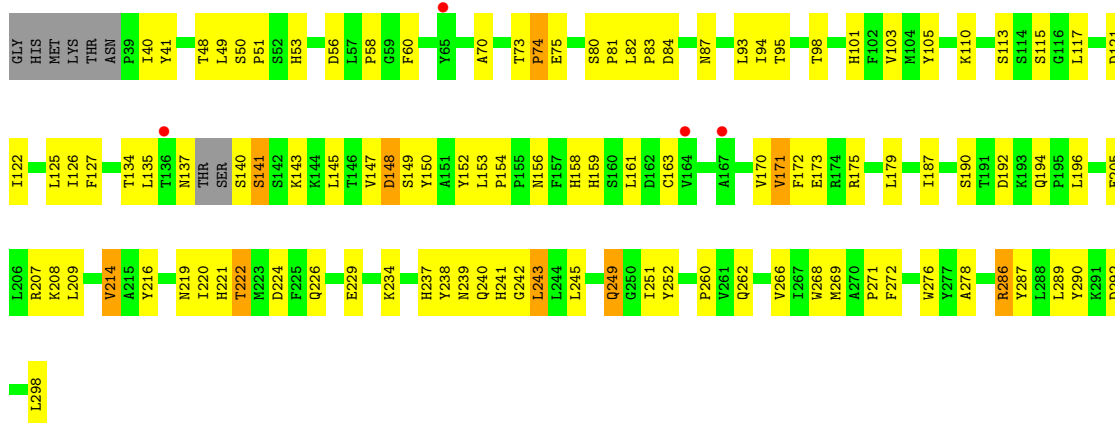 GLY HIS MET LYS THR ASN P39 I40 Y41 T48 L49 S50 P51 S52 H53 D56 L57 P58 G59 F60 Y65 A70 T73 P74 E75 S80 P81 L82 P83 D84 N87 L93 I94 T95 T98 H101 F102 V103 M104 Y105 K110 S113 S114 S115 G116 L117 D121
I122 L125 I126 F127 T134 L135 T136 N137 THR SER S140 S141 S142 K143 K144 L145 T146 V147 D148 S149 Y150 A151 Y152 L153 P154 P155 N156 F157 H158 H159 S160 L161 D162 C163 V164 A167 V170 V171 F172 E173 R174 R175 L179 I187 S190 T191 D192 K193 Q194 P195 L196
L206 R207 K208 L209 V214 A215 Y216 N219 I220 H221 T222 M223 D224 F225 Q226 E229 K234 H237 Y238 N239 Q240 H241 G242 L243 L244 L245 Q249 G250 I251 Y252 P260 V261 Q262 V266 I267 W268 M269 A270 P271 F272 W276 Y277 A278 R286 Y287 L288 L289 Y290 K291 D292
L298